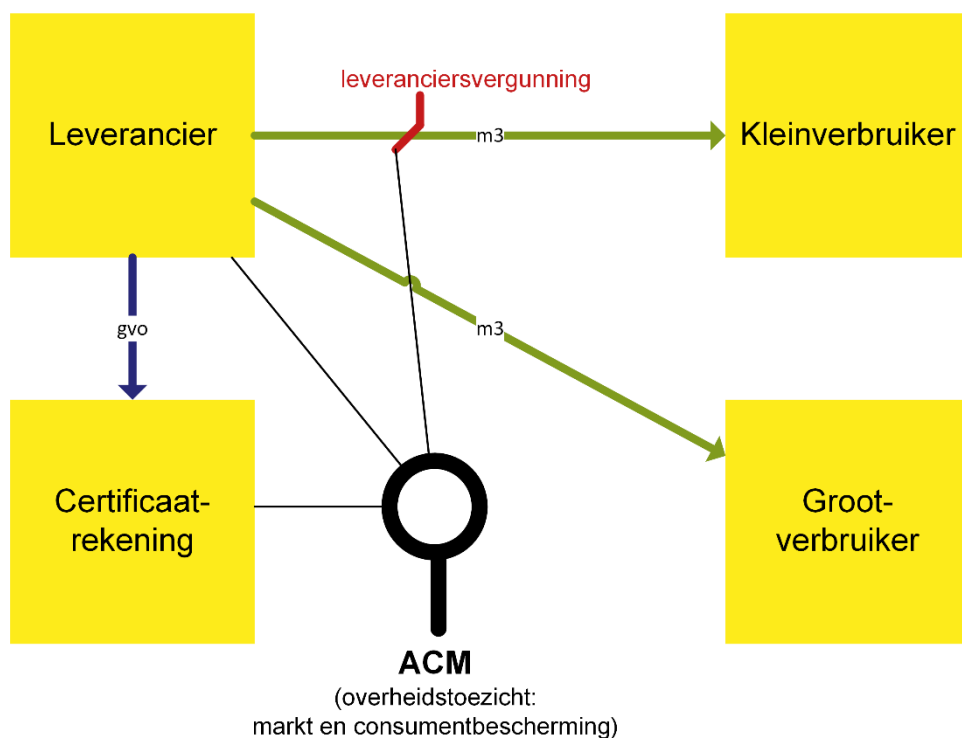 leveranciersvergunning
Leverancier
m3
Kleinverbruiker
gvo
m3
Certificaat-
rekening
Groot-
verbruiker
ACM
(overheidstoezicht:
markt en consumentbescherming)